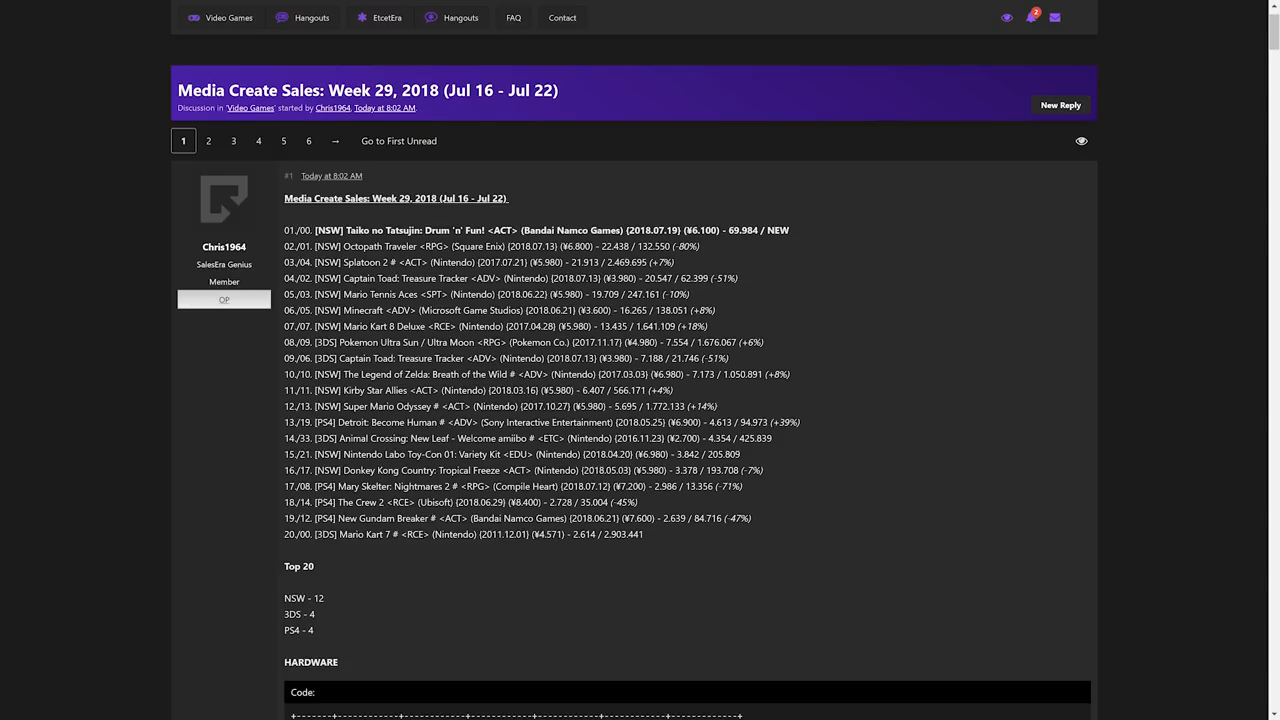 Video Games Hangouts EtcetEra Hangouts FAQ Contact 2
Media Create Sales: Week 29, 2018 (Jul 16 - Jul 22)
Discussion in 'Video Games' started by Chris1964, Today at 8:02 AM.
New Reply
1 2 3 4 5 6 → Go to First Unread
#1 Today at 8:02 AM
Chris1964
SalesEra Genius
Member
OP
Media Create Sales: Week 29, 2018 (Jul 16 - Jul 22)
01./00. [NSW] Taiko no Tatsujin: Drum 'n' Fun! <ACT> (Bandai Namco Games) {2018.07.19} (¥6.100) - 69.984 / NEW
02./01. [NSW] Octopath Traveler <RPG> (Square Enix) {2018.07.13} (¥6.800) - 22.438 / 132.550 (-80%)
03./04. [NSW] Splatoon 2 # <ACT> (Nintendo) {2017.07.21} (¥5.980) - 21.913 / 2.469.695 (+7%)
04./02. [NSW] Captain Toad: Treasure Tracker <ADV> (Nintendo) {2018.07.13} (¥3.980) - 20.547 / 62.399 (-51%)
05./03. [NSW] Mario Tennis Aces <SPT> (Nintendo) {2018.06.22} (¥5.980) - 19.709 / 247.161 (-10%)
06./05. [NSW] Minecraft <ADV> (Microsoft Game Studios) {2018.06.21} (¥3.600) - 16.265 / 138.051 (+8%)
07./07. [NSW] Mario Kart 8 Deluxe <RCE> (Nintendo) {2017.04.28} (¥5.980) - 13.435 / 1.641.109 (+18%)
08./09. [3DS] Pokemon Ultra Sun / Ultra Moon <RPG> (Pokemon Co.) {2017.11.17} (¥4.980) - 7.554 / 1.676.067 (+6%)
09./06. [3DS] Captain Toad: Treasure Tracker <ADV> (Nintendo) {2018.07.13} (¥3.980) - 7.188 / 21.746 (-51%)
10./10. [NSW] The Legend of Zelda: Breath of the Wild # <ADV> (Nintendo) {2017.03.03} (¥6.980) - 7.173 / 1.050.891 (+8%)
11./11. [NSW] Kirby Star Allies <ACT> (Nintendo) {2018.03.16} (¥5.980) - 6.407 / 566.171 (+4%)
12./13. [NSW] Super Mario Odyssey # <ACT> (Nintendo) {2017.10.27} (¥5.980) - 5.695 / 1.772.133 (+14%)
13./19. [PS4] Detroit: Become Human # <ADV> (Sony Interactive Entertainment) {2018.05.25} (¥6.900) - 4.613 / 94.973 (+39%)
14./33. [3DS] Animal Crossing: New Leaf - Welcome amiibo # <ETC> (Nintendo) {2016.11.23} (¥2.700) - 4.354 / 425.839
15./21. [NSW] Nintendo Labo Toy-Con 01: Variety Kit <EDU> (Nintendo) {2018.04.20} (¥6.980) - 3.842 / 205.809
16./17. [NSW] Donkey Kong Country: Tropical Freeze <ACT> (Nintendo) {2018.05.03} (¥5.980) - 3.378 / 193.708 (-7%)
17./08. [PS4] Mary Skelter: Nightmares 2 # <RPG> (Compile Heart) {2018.07.12} (¥7.200) - 2.986 / 13.356 (-71%)
18./14. [PS4] The Crew 2 <RCE> (Ubisoft) {2018.06.29} (¥8.400) - 2.728 / 35.004 (-45%)
19./12. [PS4] New Gundam Breaker # <ACT> (Bandai Namco Games) {2018.06.21} (¥7.600) - 2.639 / 84.716 (-47%)
20./00. [3DS] Mario Kart 7 # <RCE> (Nintendo) {2011.12.01} (¥4.571) - 2.614 / 2.903.441
Top 20
NSW - 12
3DS - 4
PS4 - 4
HARDWARE
Code:
+-------+------------+------------+------------+------------+------------+-------------+